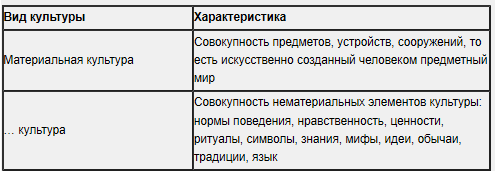 Вид культуры Характеристика
Материальная культура
Совокупность предметов, устройств, сооружений, то
есть искусственно созданный человеком предметный
мир
... культура
Совокупность нематериальных элементов культуры:
нормы поведения, нравственность, ценности,
ритуалы, символы, знания, мифы, идеи, обычаи,
традиции, язык